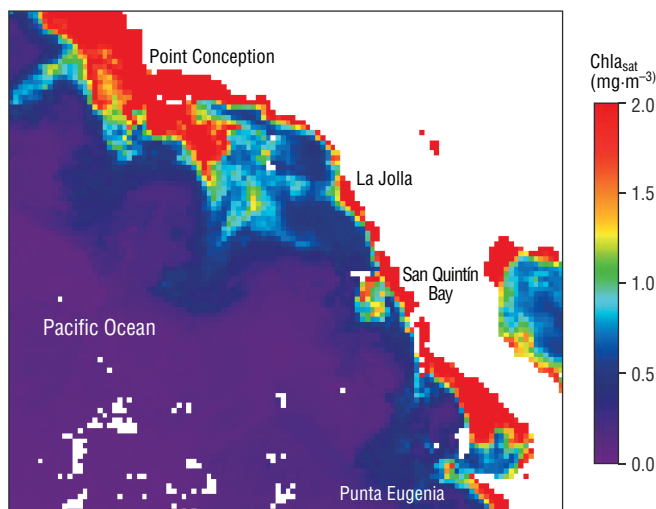 Point Conception
La Jolla
San Quintín
Bay
Pacific Ocean
Punta Eugenia
Chlaₛₐₜ
(mg·m⁻³)
2.0
1.5
1.0
0.5
0.0